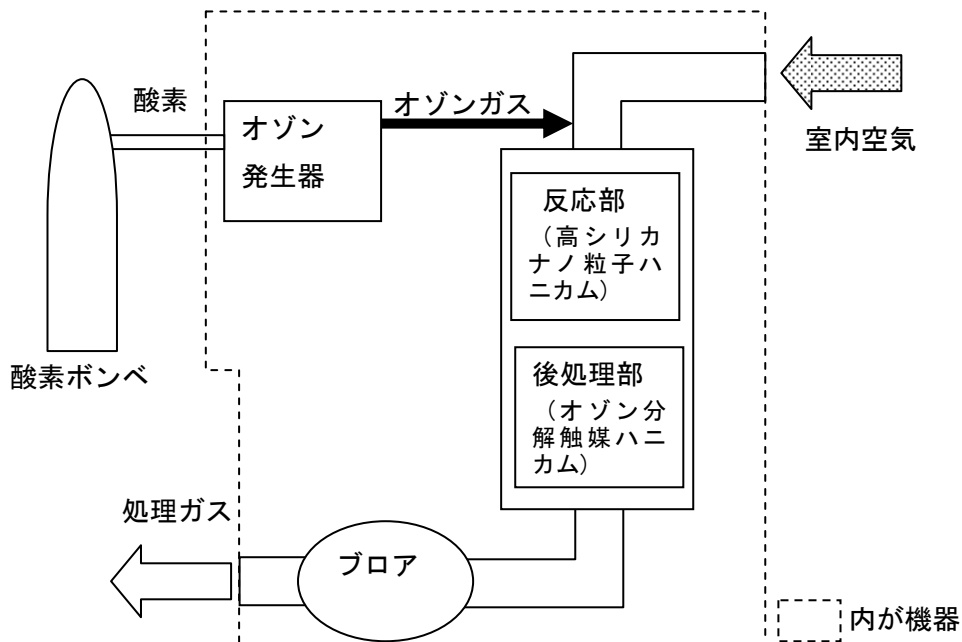 酸素
オゾン
発生器
オゾンガス
室内空気
反応部
（高シリカ
ナノ粒子ハ
ニカム）
酸素ボンベ
後処理部
（オゾン分
解触媒ハニ
カム）
処理ガス
ブロア
内が機器